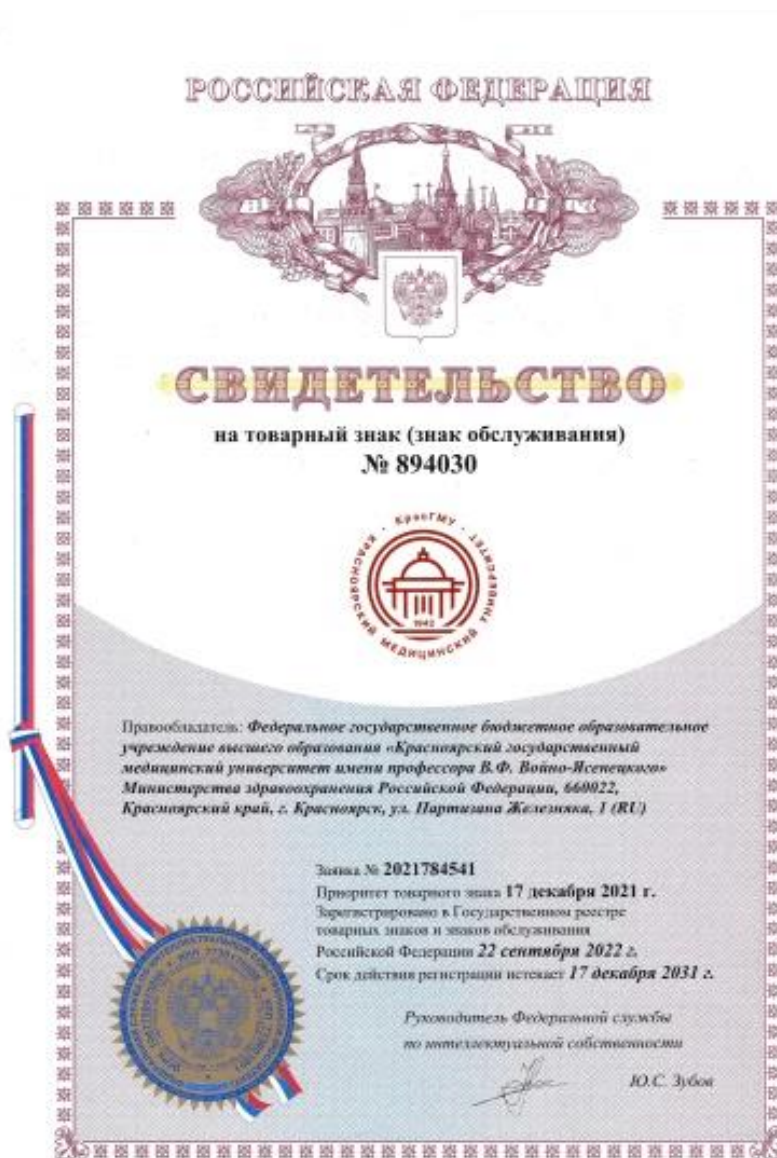 РОССИЙСКАЯ ФЕДЕРАЦИЯ
СВИДЕТЕЛЬСТВО
на товарный знак (знак обслуживания)
№ 894030
· КрасГМУ ·
КРАСНОЯРСКИЙ МЕДИЦИНСКИЙ УНИВЕРСИТЕТ
1942
Правообладатель: Федеральное государственное бюджетное образовательное
учреждение высшего образования «Красноярский государственный
медицинский университет имени профессора В.Ф. Войно-Ясенецкого»
Министерства здравоохранения Российской Федерации, 660022,
Красноярский край, г. Красноярск, ул. Партизана Железняка, 1 (RU)
Заявка № 2021784541
Приоритет товарного знака 17 декабря 2021 г.
Зарегистрировано в Государственном реестре
товарных знаков и знаков обслуживания
Российской Федерации 22 сентября 2022 г.
Срок действия регистрации истекает 17 декабря 2031 г.
Руководитель Федеральной службы
по интеллектуальной собственности
Ю.С. Зубов